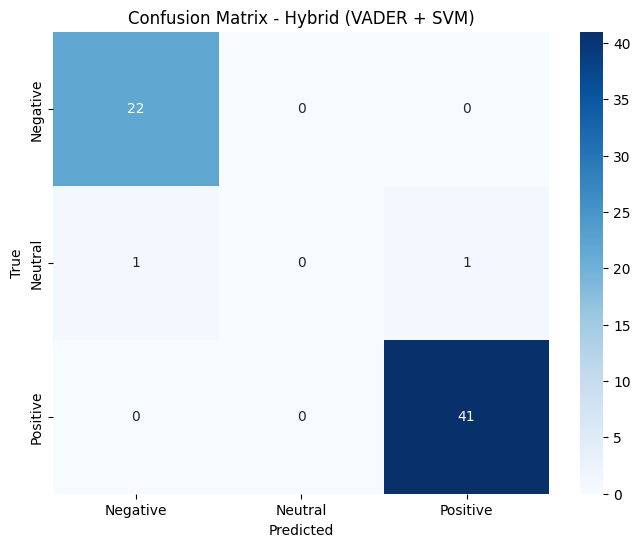 Confusion Matrix - Hybrid (VADER + SVM)
Negative
22
0
0
Neutral
1
0
1
Positive
0
0
41
True
Negative
Neutral
Positive
Predicted
40
35
30
25
20
15
10
5
0